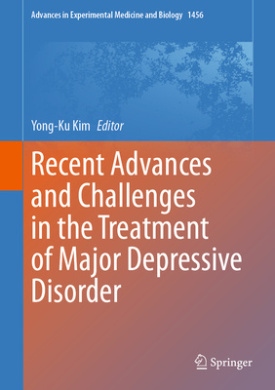 Advances in Experimental Medicine and Biology 1456
Yong-Ku Kim Editor
Recent Advances
and Challenges
in the Treatment
of Major Depressive
Disorder
Springer